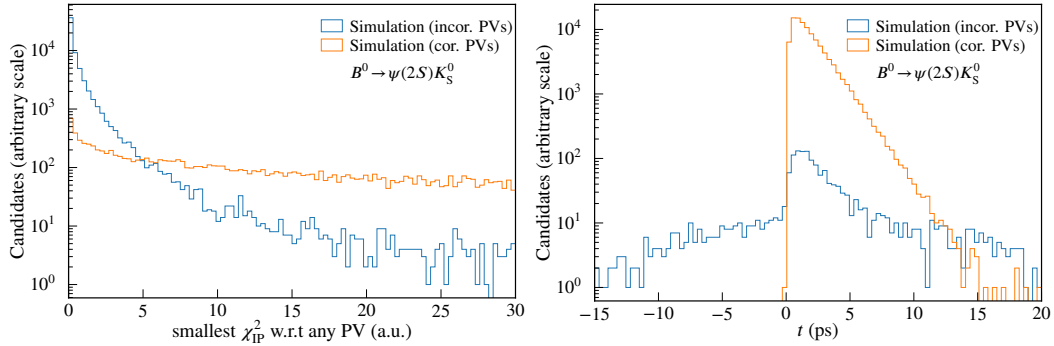 Simulation (incor. PVs)
Simulation (cor. PVs)
B⁰→ψ(2S)K_S⁰
Candidates (arbitrary scale)
10⁴
10³
10²
10¹
10⁰
0 5 10 15 20 25 30
smallest χ²_IP w.r.t any PV (a.u.)
Simulation (incor. PVs)
Simulation (cor. PVs)
B⁰→ψ(2S)K_S⁰
Candidates (arbitrary scale)
10⁴
10³
10²
10¹
10⁰
−15 −10 −5 0 5 10 15 20
t (ps)